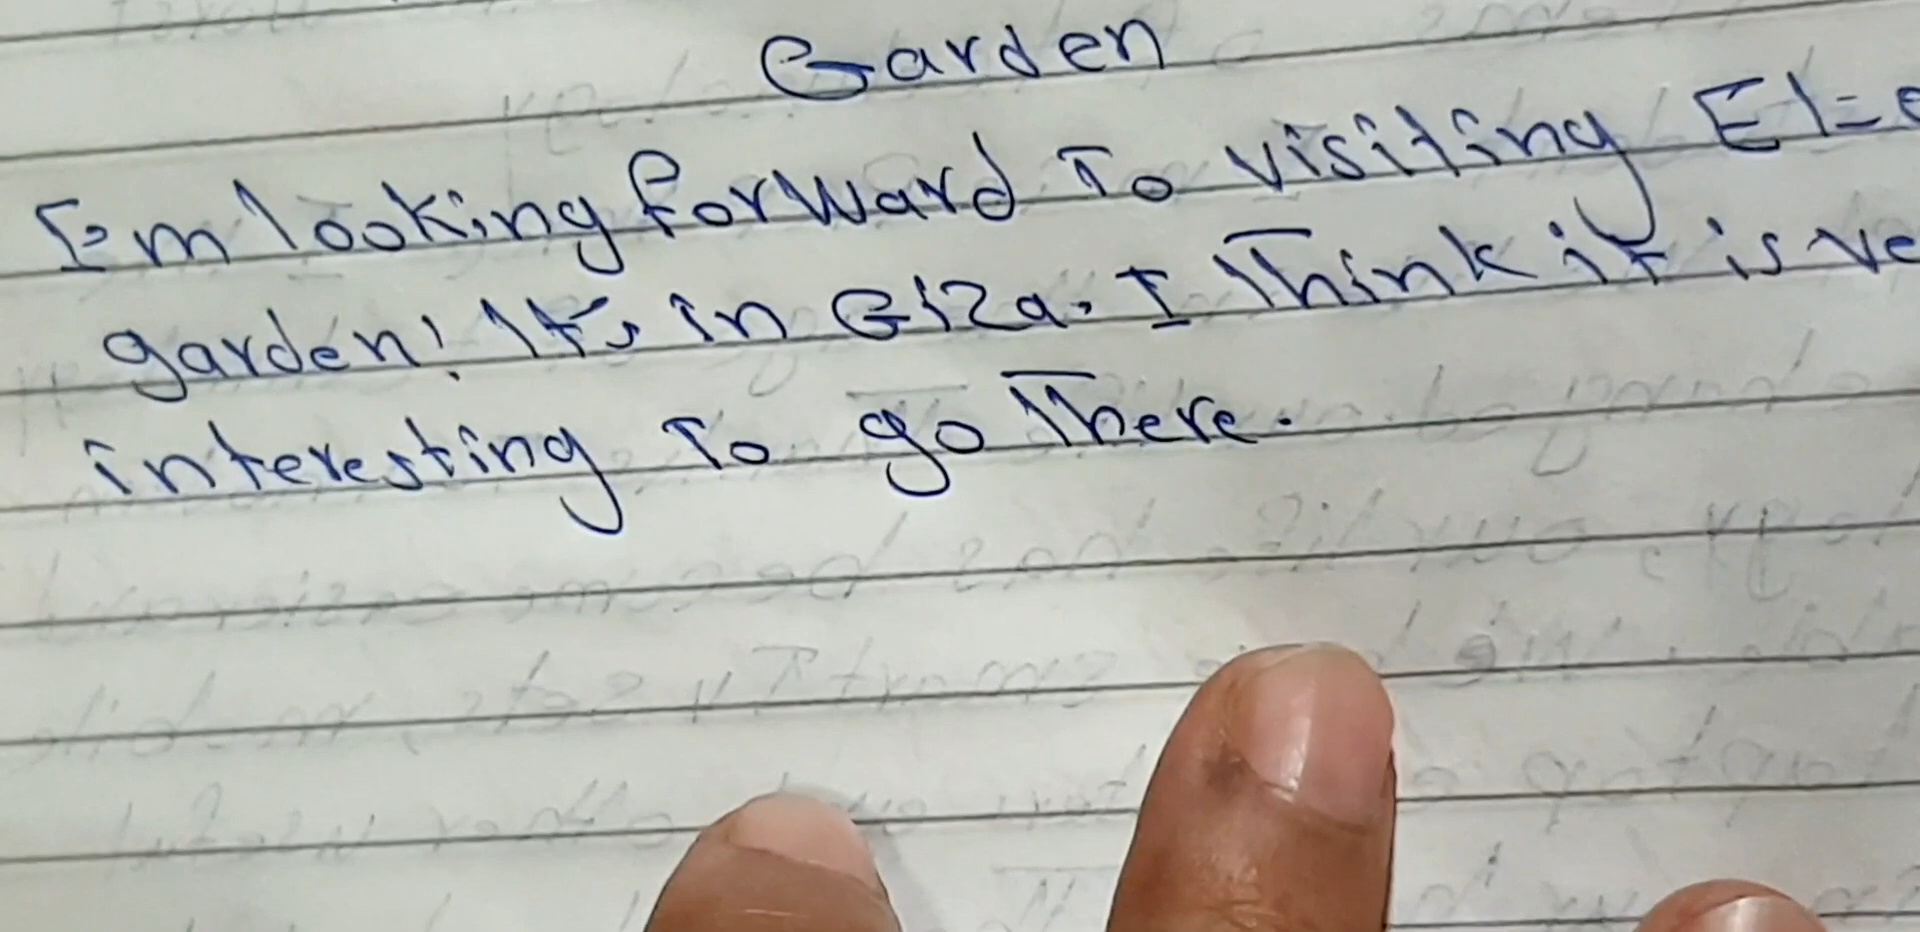 Garden
I'm looking forward To visiting El-
garden! It's in Giza. I Think it is ve
interesting To go There.